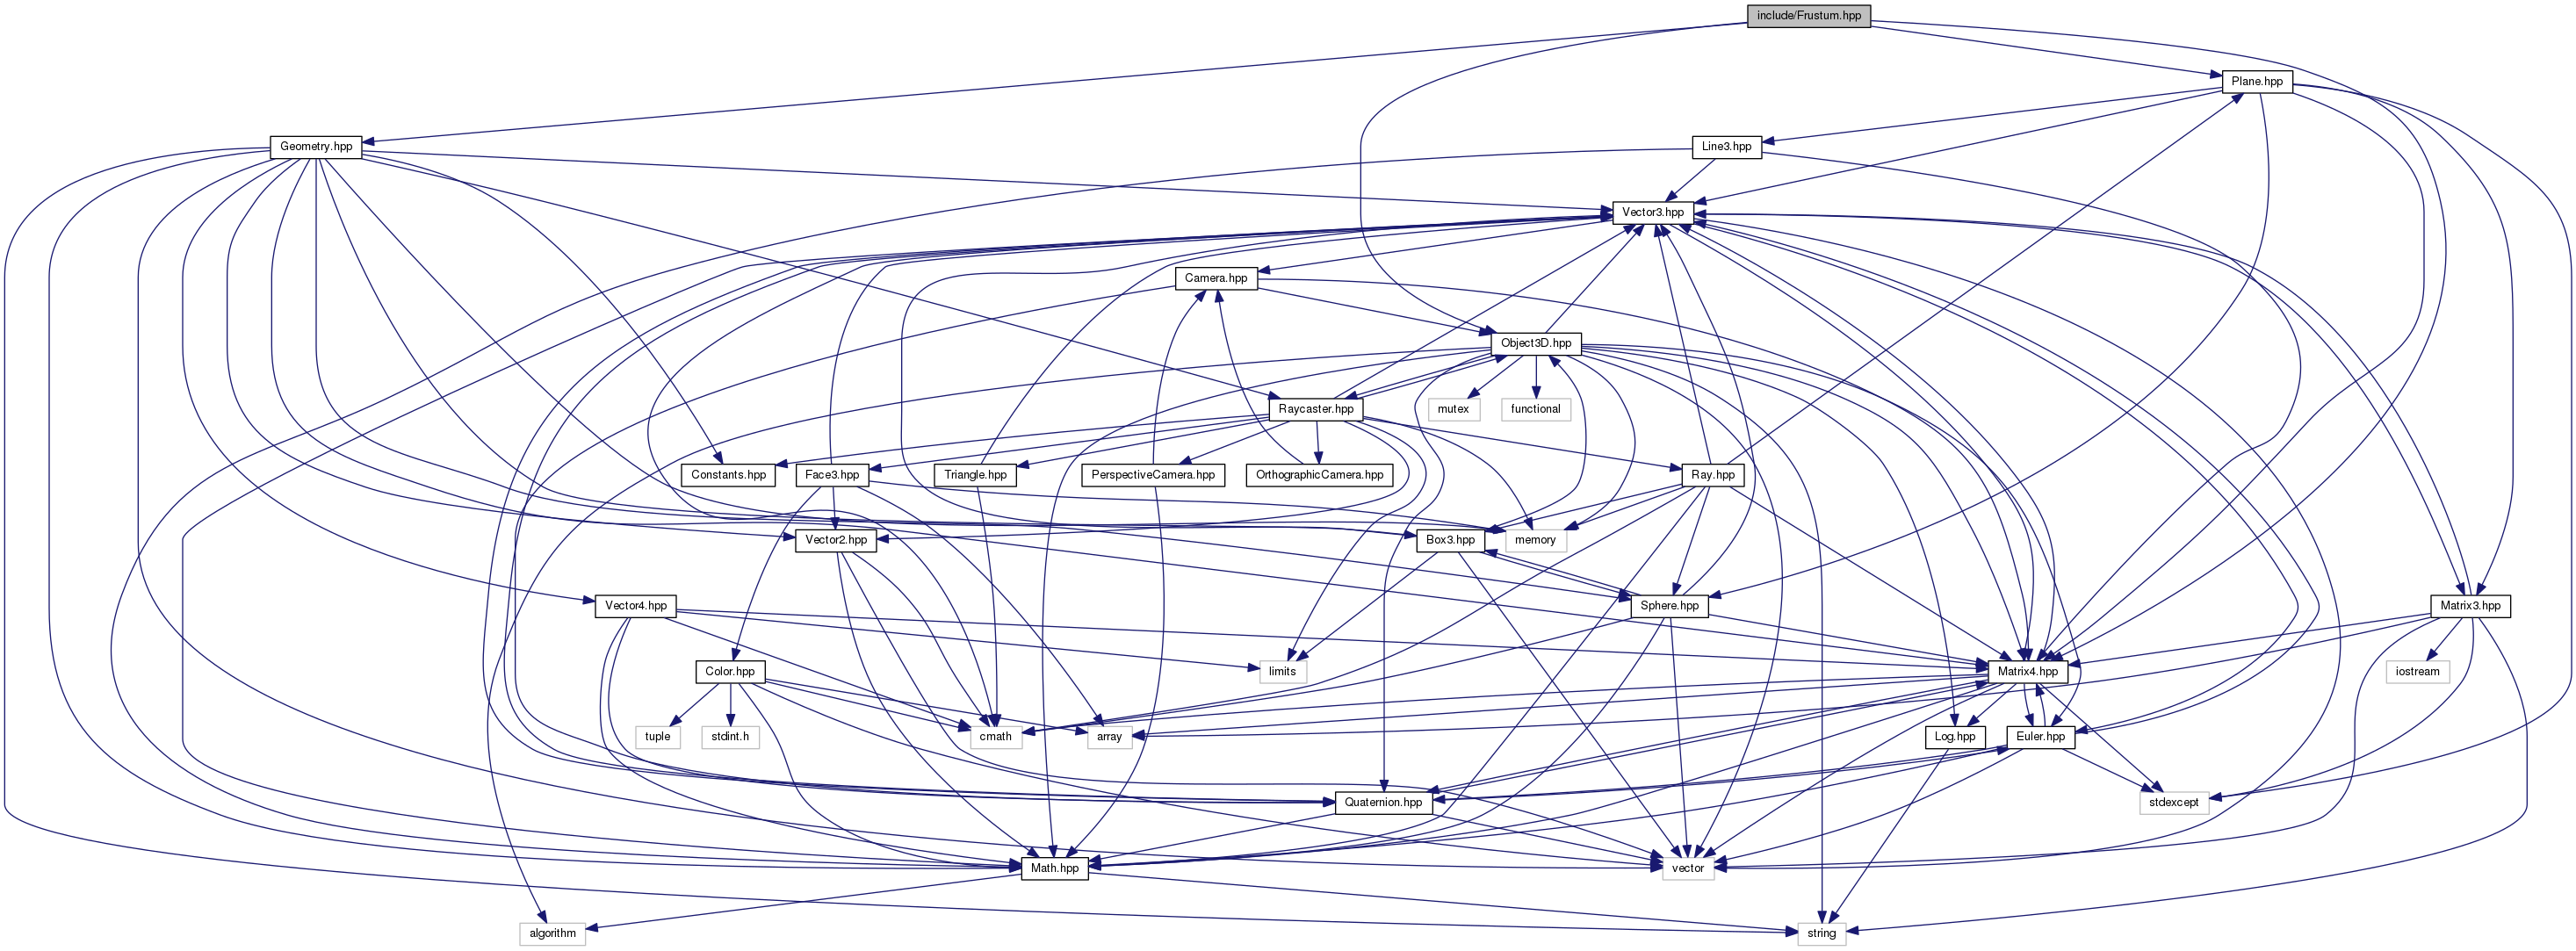 include/Frustum.hpp
Plane.hpp
Geometry.hpp
Line3.hpp
Vector3.hpp
Camera.hpp
Object3D.hpp
mutex
functional
Raycaster.hpp
Constants.hpp
Face3.hpp
Triangle.hpp
PerspectiveCamera.hpp
OrthographicCamera.hpp
Ray.hpp
Vector2.hpp
Box3.hpp
memory
Vector4.hpp
Sphere.hpp
Matrix3.hpp
Color.hpp
limits
Matrix4.hpp
iostream
tuple
stdint.h
cmath
array
Log.hpp
Euler.hpp
Quaternion.hpp
stdexcept
Math.hpp
vector
algorithm
string